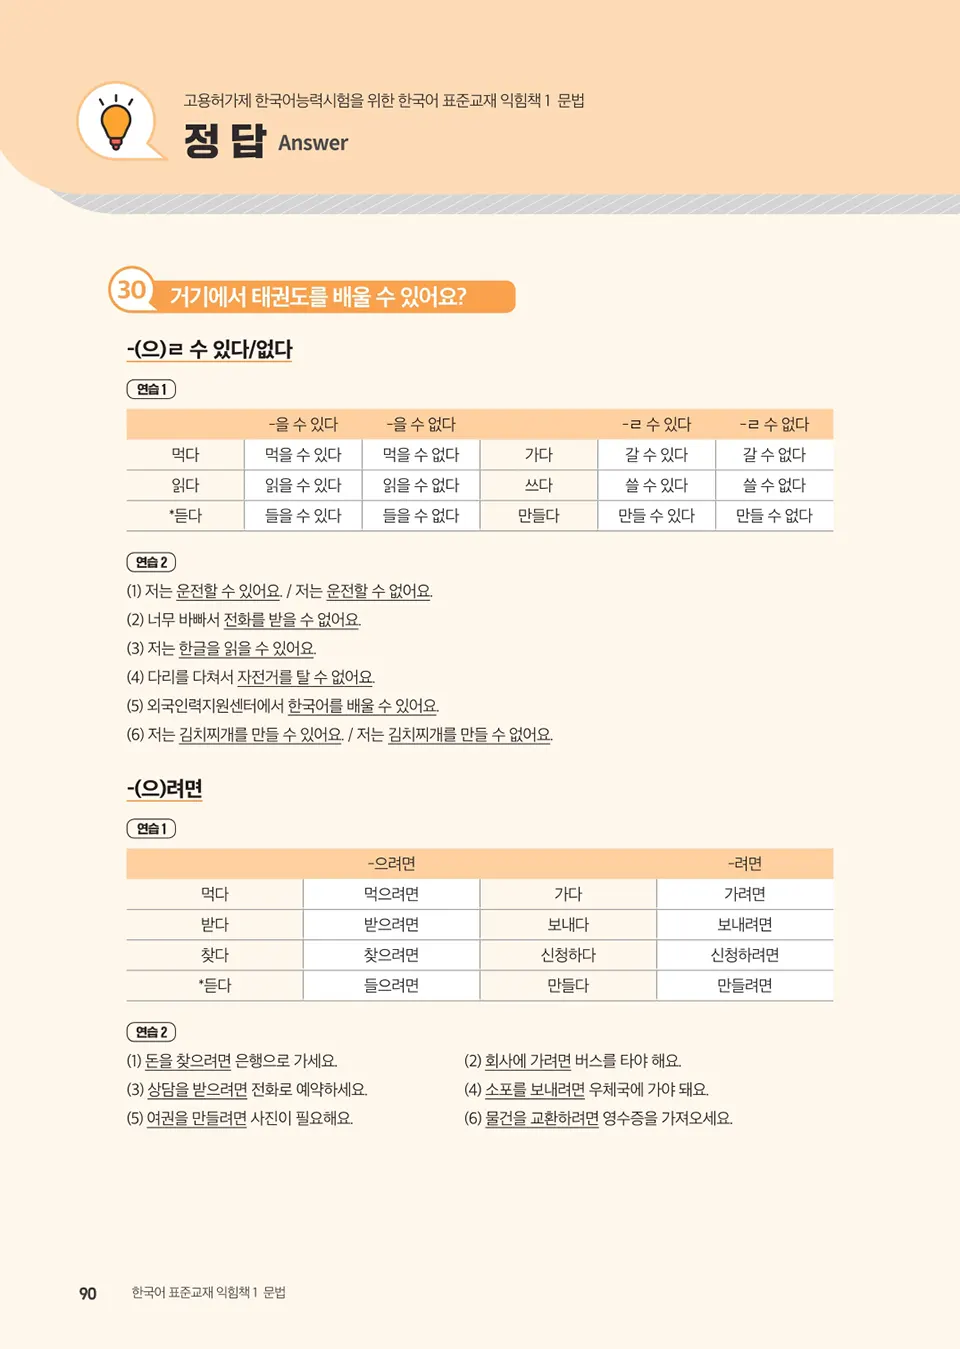 고용허가제 한국어능력시험을 위한 한국어 표준교재 익힘책 1 문법
정답 Answer
30 거기에서 태권도를 배울 수 있어요?
-(으)ㄹ 수 있다/없다
연습 1
-을 수 있다 -을 수 없다 -ㄹ 수 있다 -ㄹ 수 없다
먹다 먹을 수 있다 먹을 수 없다 가다 갈 수 있다 갈 수 없다
읽다 읽을 수 있다 읽을 수 없다 쓰다 쓸 수 있다 쓸 수 없다
*듣다 들을 수 있다 들을 수 없다 만들다 만들 수 있다 만들 수 없다
연습 2
(1) 저는 운전할 수 있어요. / 저는 운전할 수 없어요.
(2) 너무 바빠서 전화를 받을 수 없어요.
(3) 저는 한글을 읽을 수 있어요.
(4) 다리를 다쳐서 자전거를 탈 수 없어요.
(5) 외국인력지원센터에서 한국어를 배울 수 있어요.
(6) 저는 김치찌개를 만들 수 있어요. / 저는 김치찌개를 만들 수 없어요.
-(으)려면
연습 1
-으려면 -려면
먹다 먹으려면 가다 가려면
받다 받으려면 보내다 보내려면
찾다 찾으려면 신청하다 신청하려면
*듣다 들으려면 만들다 만들려면
연습 2
(1) 돈을 찾으려면 은행으로 가세요. (2) 회사에 가려면 버스를 타야 해요.
(3) 상담을 받으려면 전화로 예약하세요. (4) 소포를 보내려면 우체국에 가야 돼요.
(5) 여권을 만들려면 사진이 필요해요. (6) 물건을 교환하려면 영수증을 가져오세요.
90 한국어 표준교재 익힘책 1 문법